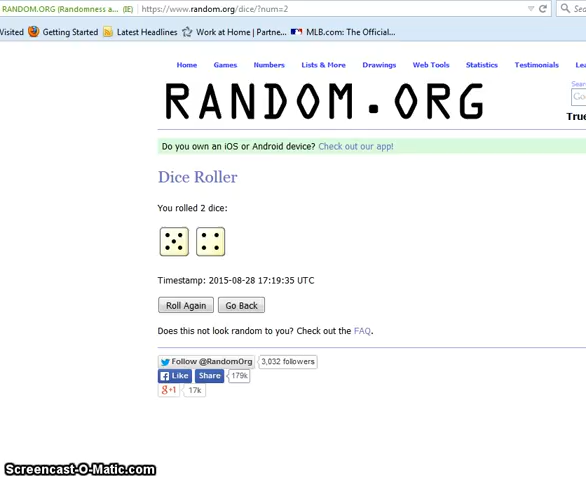 RANDOM.ORG (Randomness a... (IE) https://www.random.org/dice/?num=2
Visited Getting Started Latest Headlines Work at Home | Partne... MLB.com: The Official...
Home Games Numbers Lists & More Drawings Web Tools Statistics Testimonials
RANDOM.ORG
True
Do you own an iOS or Android device? Check out our app!
Dice Roller
You rolled 2 dice:
Timestamp: 2015-08-28 17:19:35 UTC
Roll Again Go Back
Does this not look random to you? Check out the FAQ.
Follow @RandomOrg 3,032 followers
Like Share 179k
g+1 17k
Screencast-O-Matic.com